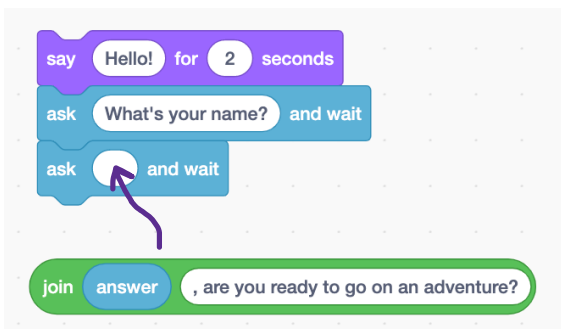 say Hello! for 2 seconds
ask What's your name? and wait
ask and wait
join answer , are you ready to go on an adventure?